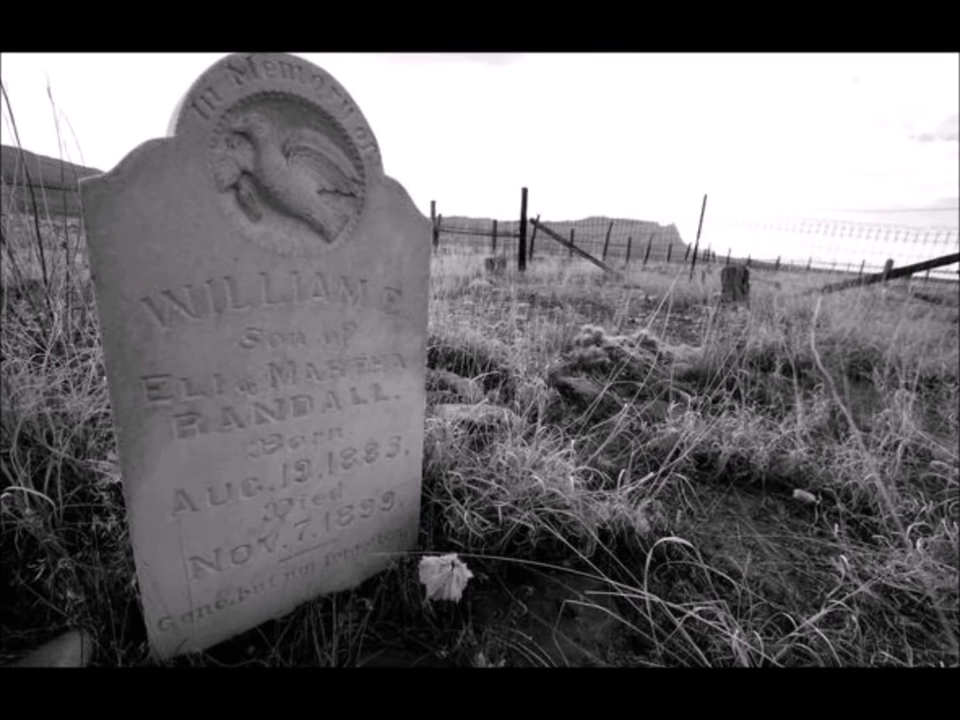 In Memory of
WILLIAM C
Son of
ELI & MARTHA
RANDALL.
Born
AUG. 19. 1883.
Died
NOV. 7. 1899
Gone, but not forgotten